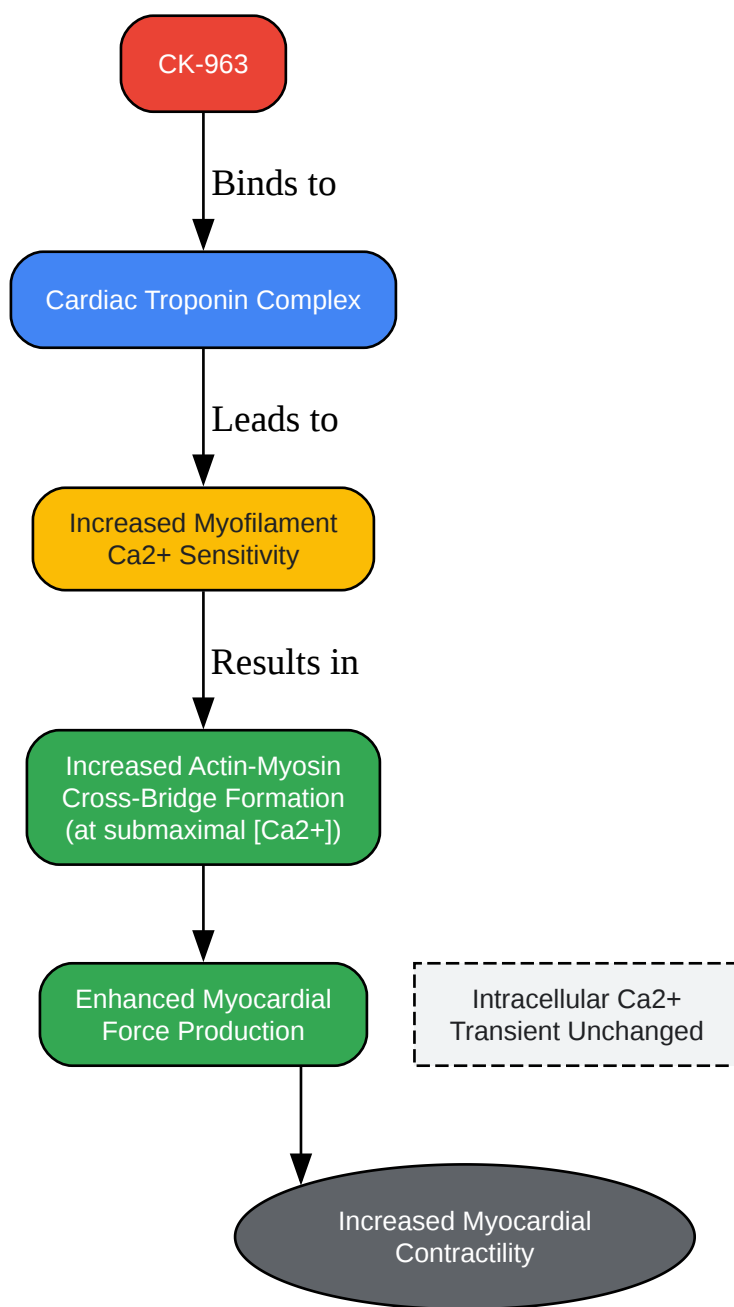 CK-963
Binds to
Cardiac Troponin Complex
Leads to
Increased Myofilament
Ca2+ Sensitivity
Results in
Increased Actin-Myosin
Cross-Bridge Formation
(at submaximal [Ca2+])
Enhanced Myocardial
Force Production
Intracellular Ca2+
Transient Unchanged
Increased Myocardial
Contractility